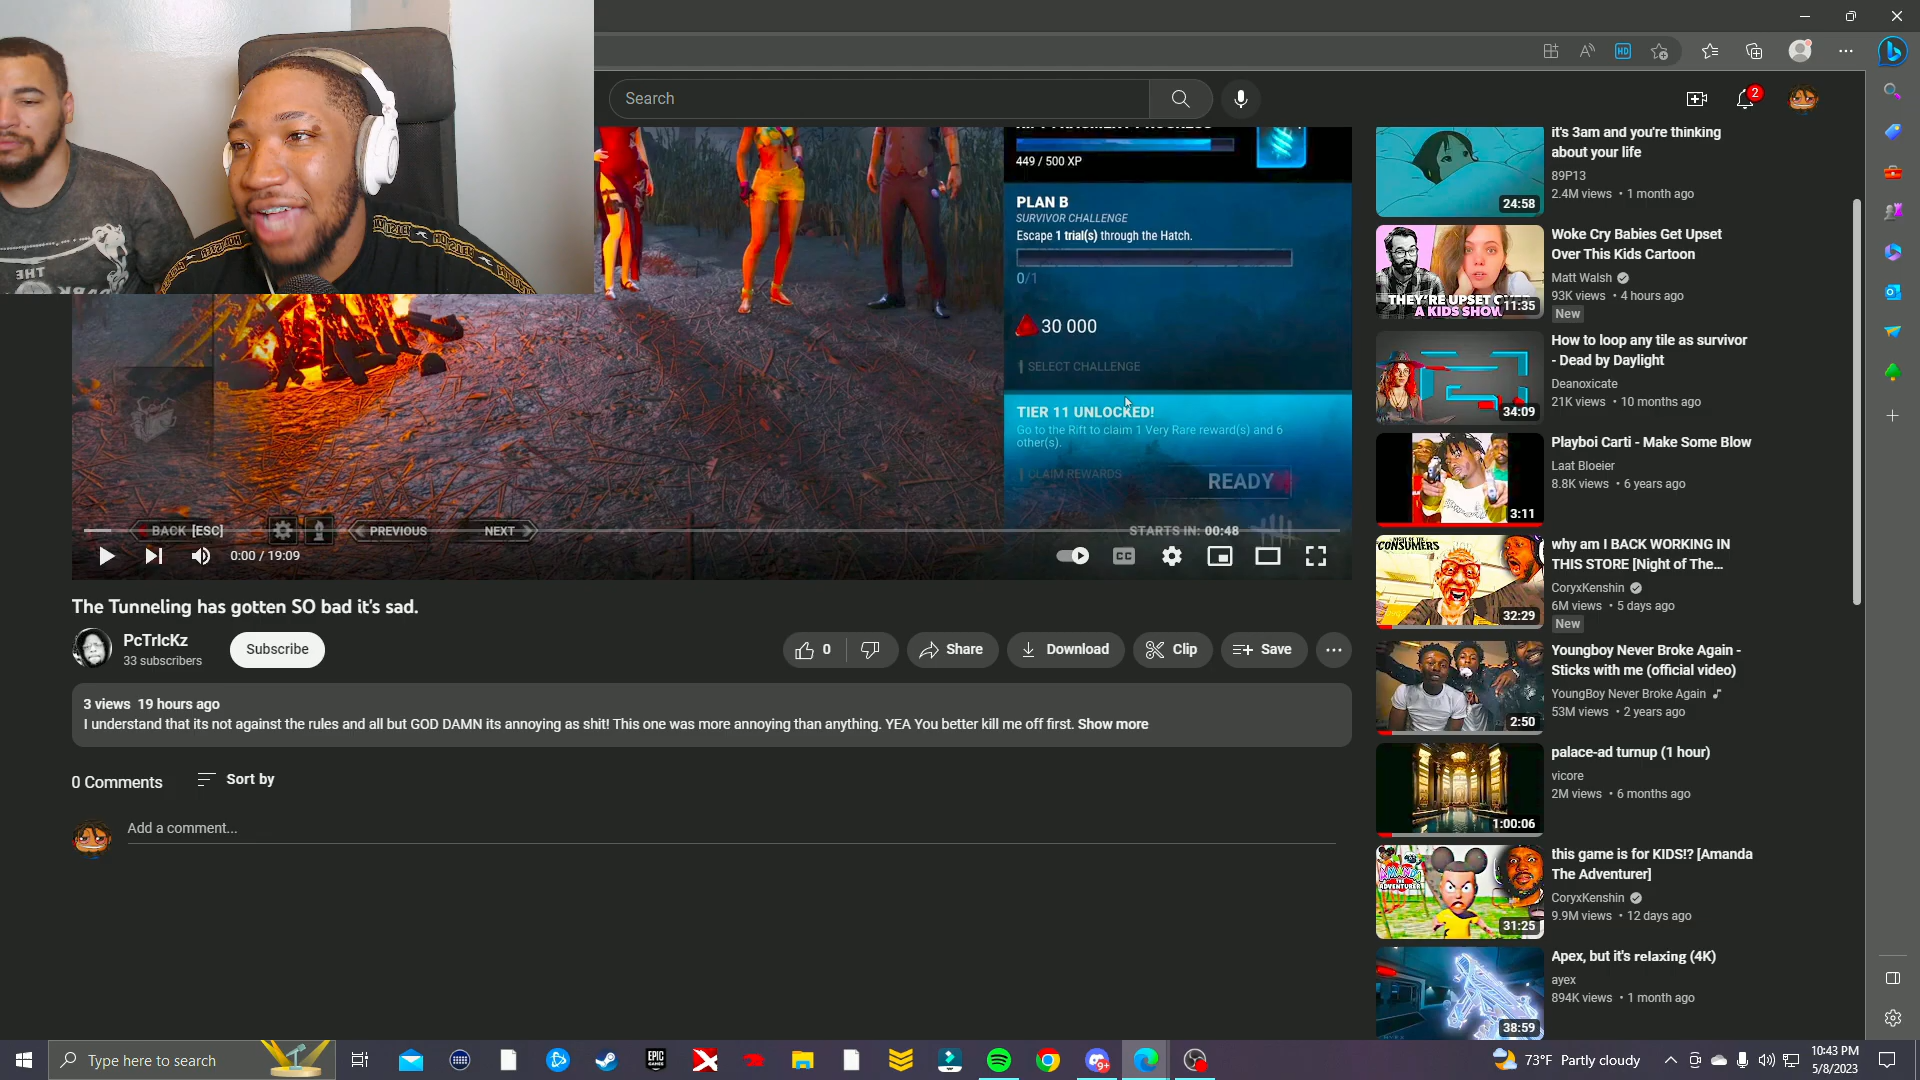 Search
2
449 / 500 XP
PLAN B
SURVIVOR CHALLENGE
Escape 1 trial(s) through the Hatch.
0/1
30 000
SELECT CHALLENGE
TIER 11 UNLOCKED!
Go to the Rift to claim 1 Very Rare reward(s) and 6
other(s).
CLAIM REWARDS
READY
BACK [ESC]
PREVIOUS
NEXT
STARTS IN: 00:48
0:00 / 19:09
CC
The Tunneling has gotten SO bad it's sad.
PcTrIcKz
33 subscribers
Subscribe
0
Share
Download
Clip
Save
3 views 19 hours ago
I understand that its not against the rules and all but GOD DAMN its annoying as shit! This one was more annoying than anything. YEA You better kill me off first. Show more
0 Comments
Sort by
Add a comment...
it's 3am and you're thinking
about your life
89P13
2.4M views • 1 month ago
24:58
Woke Cry Babies Get Upset
Over This Kids Cartoon
Matt Walsh
93K views • 4 hours ago
New
11:35
How to loop any tile as survivor
- Dead by Daylight
Deanoxicate
21K views • 10 months ago
34:09
Playboi Carti - Make Some Blow
Laat Bloeier
8.8K views • 6 years ago
3:11
why am I BACK WORKING IN
THIS STORE [Night of The...
CoryxKenshin
6M views • 5 days ago
New
32:29
Youngboy Never Broke Again -
Sticks with me (official video)
YoungBoy Never Broke Again
53M views • 2 years ago
2:50
palace-ad turnup (1 hour)
vicore
2M views • 6 months ago
1:00:06
this game is for KIDS!? [Amanda
The Adventurer]
CoryxKenshin
9.9M views • 12 days ago
31:25
Apex, but it's relaxing (4K)
ayex
894K views • 1 month ago
38:59
Type here to search
EPIC
GAMES
9+
73°F Partly cloudy
10:43 PM
5/8/2023